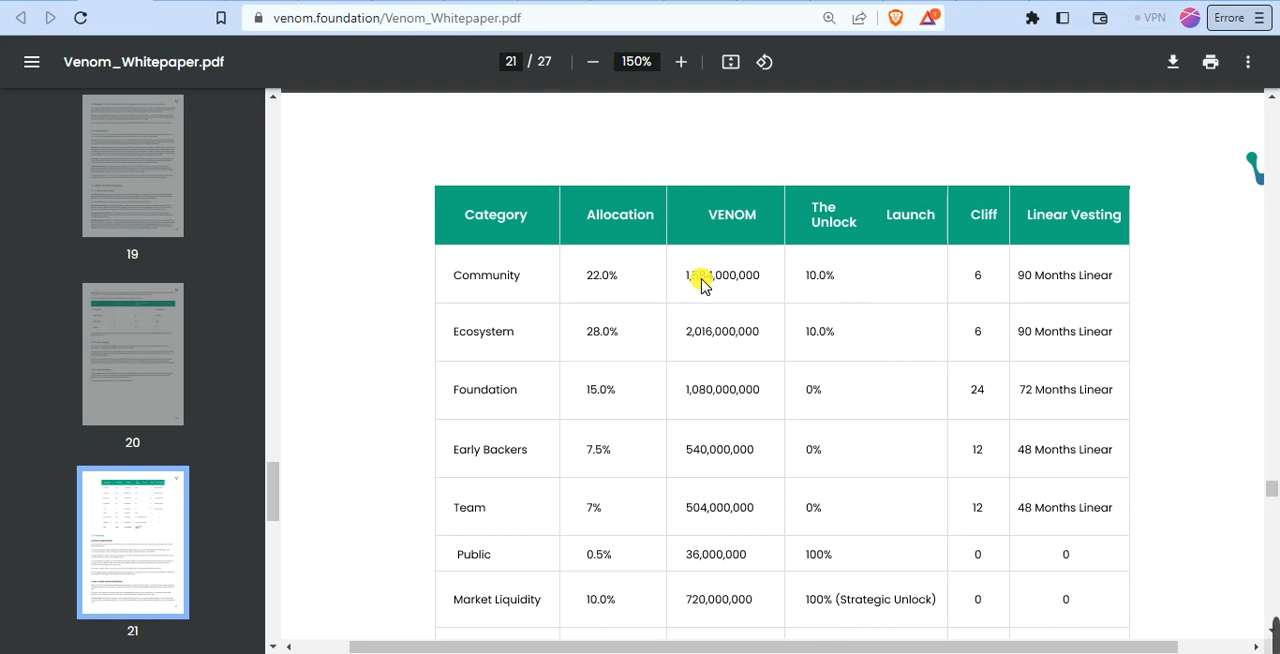 venom.foundation/Venom_Whitepaper.pdf
VPN
Errore
Venom_Whitepaper.pdf
21 / 27
150%
19
20
21
Category Allocation VENOM The Unlock Launch Cliff Linear Vesting
Community 22.0% 10.0% 6 90 Months Linear
Ecosystem 28.0% 2,016,000,000 10.0% 6 90 Months Linear
Foundation 15.0% 1,080,000,000 0% 24 72 Months Linear
Early Backers 7.5% 540,000,000 0% 12 48 Months Linear
Team 7% 504,000,000 0% 12 48 Months Linear
Public 0.5% 36,000,000 100% 0 0
Market Liquidity 10.0% 720,000,000 (Strategic Unlock) 0 0